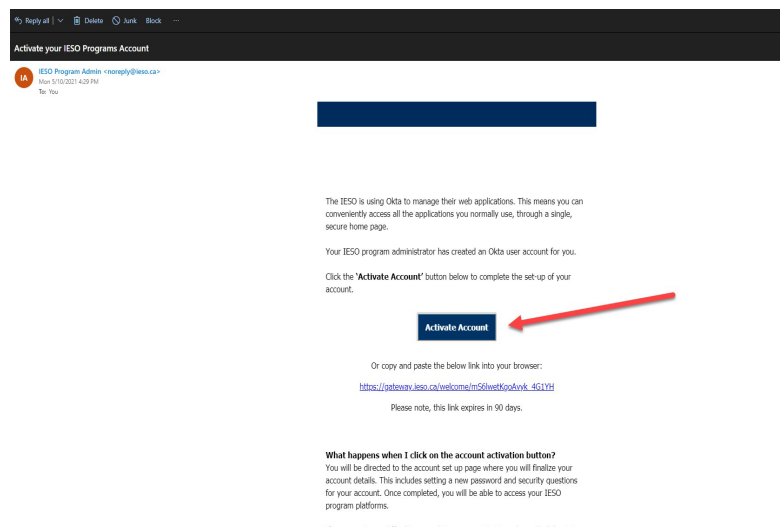 Reply all | Delete Junk Block ...
Activate your IESO Programs Account
IA
IESO Program Admin <noreply@ieso.ca>
Mon 5/10/2021 4:29 PM
To: You
The IESO is using Okta to manage their web applications. This means you can
conveniently access all the applications you normally use, through a single,
secure home page.
Your IESO program administrator has created an Okta user account for you.
Click the 'Activate Account' button below to complete the set-up of your
account.
Activate Account
Or copy and paste the below link into your browser:
https://gateway.ieso.ca/welcome/mS6lwetKgoAvyk_4G1YH
Please note, this link expires in 90 days.
What happens when I click on the account activation button?
You will be directed to the account set up page where you will finalize your
account details. This includes setting a new password and security questions
for your account. Once completed, you will be able to access your IESO
program platforms.